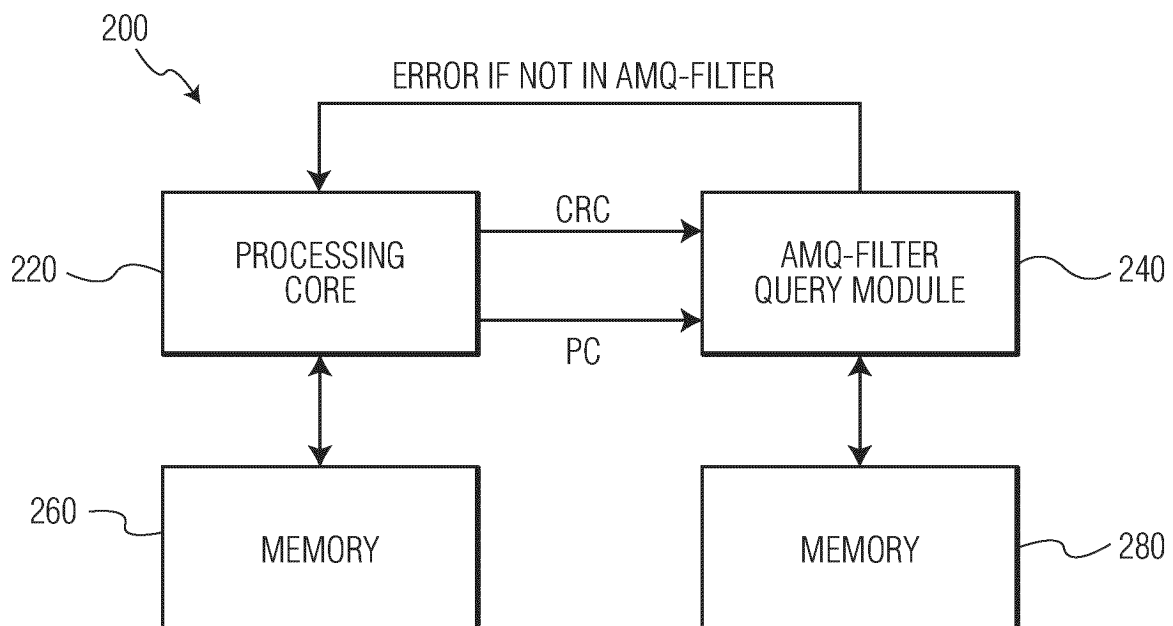 200
ERROR IF NOT IN AMQ-FILTER
CRC
220
PROCESSING
CORE
AMQ-FILTER
QUERY MODULE
240
PC
260
MEMORY
MEMORY
280